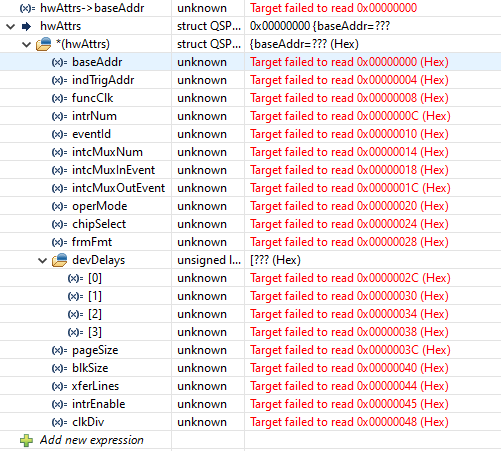 (x)= hwAttrs->baseAddr unknown Target failed to read 0x00000000
hwAttrs struct QSP... 0x00000000 {baseAddr=???
*(hwAttrs) struct QSP... {baseAddr=??? (Hex)
(x)= baseAddr unknown Target failed to read 0x00000000 (Hex)
(x)= indTrigAddr unknown Target failed to read 0x00000004 (Hex)
(x)= funcClk unknown Target failed to read 0x00000008 (Hex)
(x)= intrNum unknown Target failed to read 0x0000000C (Hex)
(x)= eventId unknown Target failed to read 0x00000010 (Hex)
(x)= intcMuxNum unknown Target failed to read 0x00000014 (Hex)
(x)= intcMuxInEvent unknown Target failed to read 0x00000018 (Hex)
(x)= intcMuxOutEvent unknown Target failed to read 0x0000001C (Hex)
(x)= operMode unknown Target failed to read 0x00000020 (Hex)
(x)= chipSelect unknown Target failed to read 0x00000024 (Hex)
(x)= frmFmt unknown Target failed to read 0x00000028 (Hex)
devDelays unsigned l... [??? (Hex)
(x)= [0] unknown Target failed to read 0x0000002C (Hex)
(x)= [1] unknown Target failed to read 0x00000030 (Hex)
(x)= [2] unknown Target failed to read 0x00000034 (Hex)
(x)= [3] unknown Target failed to read 0x00000038 (Hex)
(x)= pageSize unknown Target failed to read 0x0000003C (Hex)
(x)= blkSize unknown Target failed to read 0x00000040 (Hex)
(x)= xferLines unknown Target failed to read 0x00000044 (Hex)
(x)= intrEnable unknown Target failed to read 0x00000045 (Hex)
(x)= clkDiv unknown Target failed to read 0x00000048 (Hex)
Add new expression